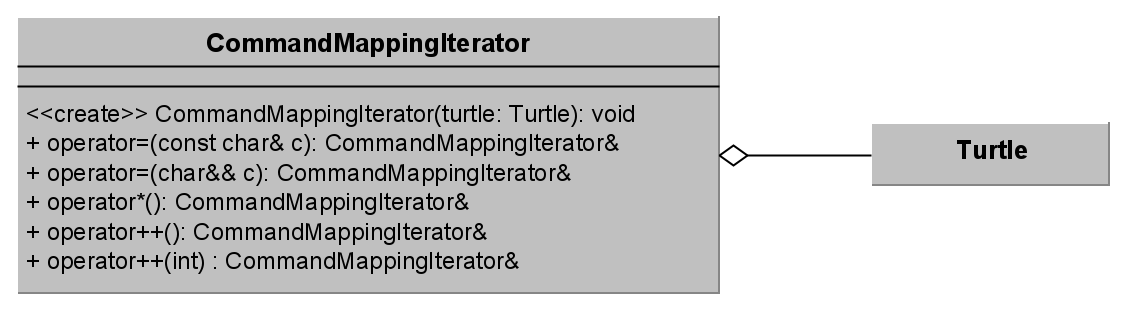 CommandMappingIterator
<<create>> CommandMappingIterator(turtle: Turtle): void
+ operator=(const char& c): CommandMappingIterator&
+ operator=(char&& c): CommandMappingIterator&
+ operator*(): CommandMappingIterator&
+ operator++(): CommandMappingIterator&
+ operator++(int) : CommandMappingIterator&
Turtle